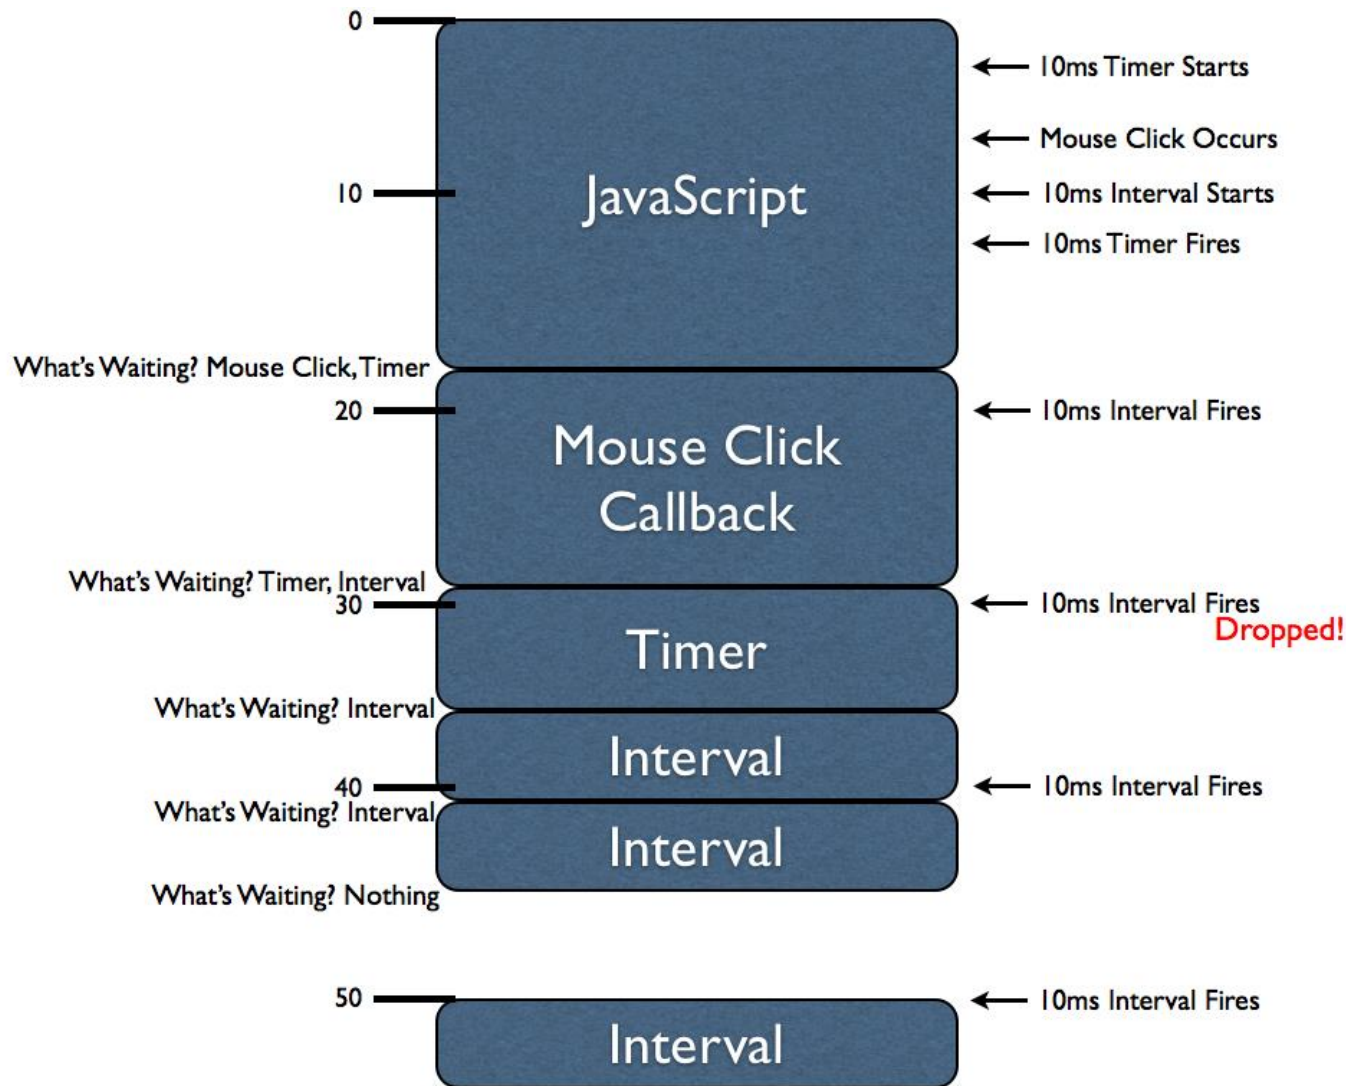 0
10ms Timer Starts
Mouse Click Occurs
10
JavaScript
10ms Interval Starts
10ms Timer Fires
What's Waiting? Mouse Click, Timer
20
10ms Interval Fires
Mouse Click
Callback
What's Waiting? Timer, Interval
30
10ms Interval Fires
Dropped!
Timer
What's Waiting? Interval
Interval
40
10ms Interval Fires
What's Waiting? Interval
Interval
What's Waiting? Nothing
50
10ms Interval Fires
Interval